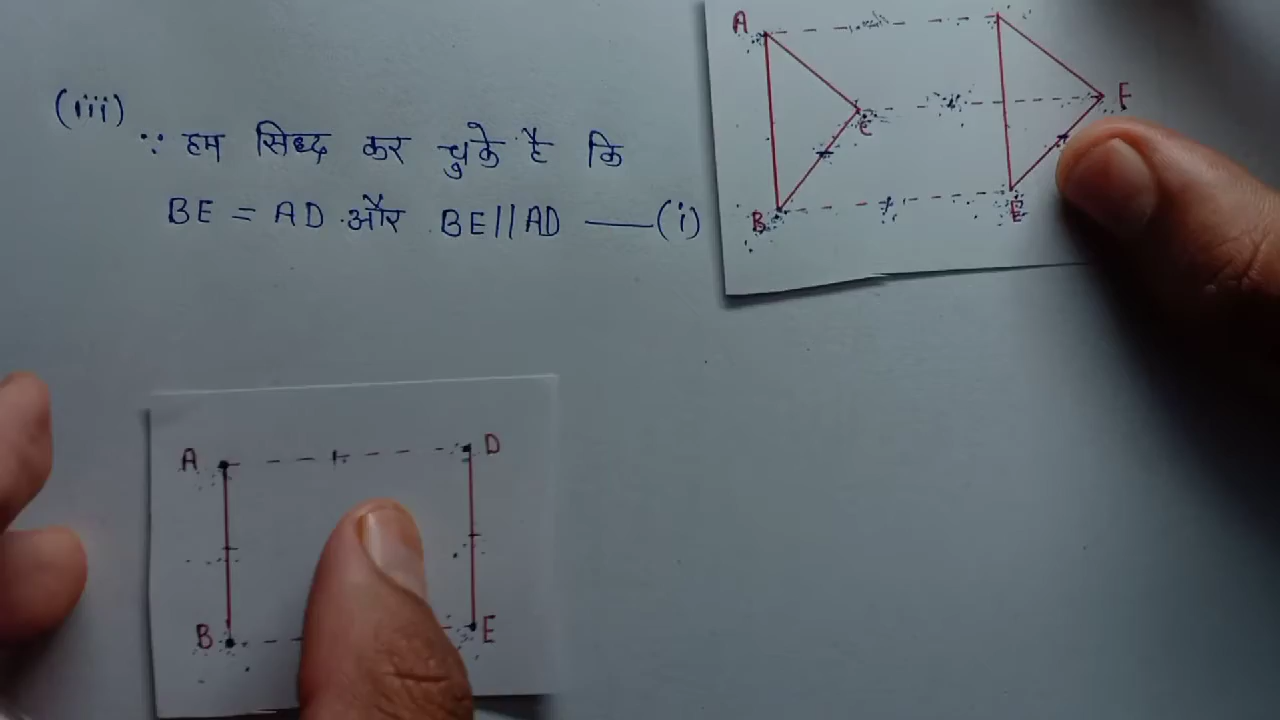 (iii)
∵ हम सिध्द कर चुके है कि
BE = AD और BE||AD —(i)
A
F
C
B
E
A
D
B
E